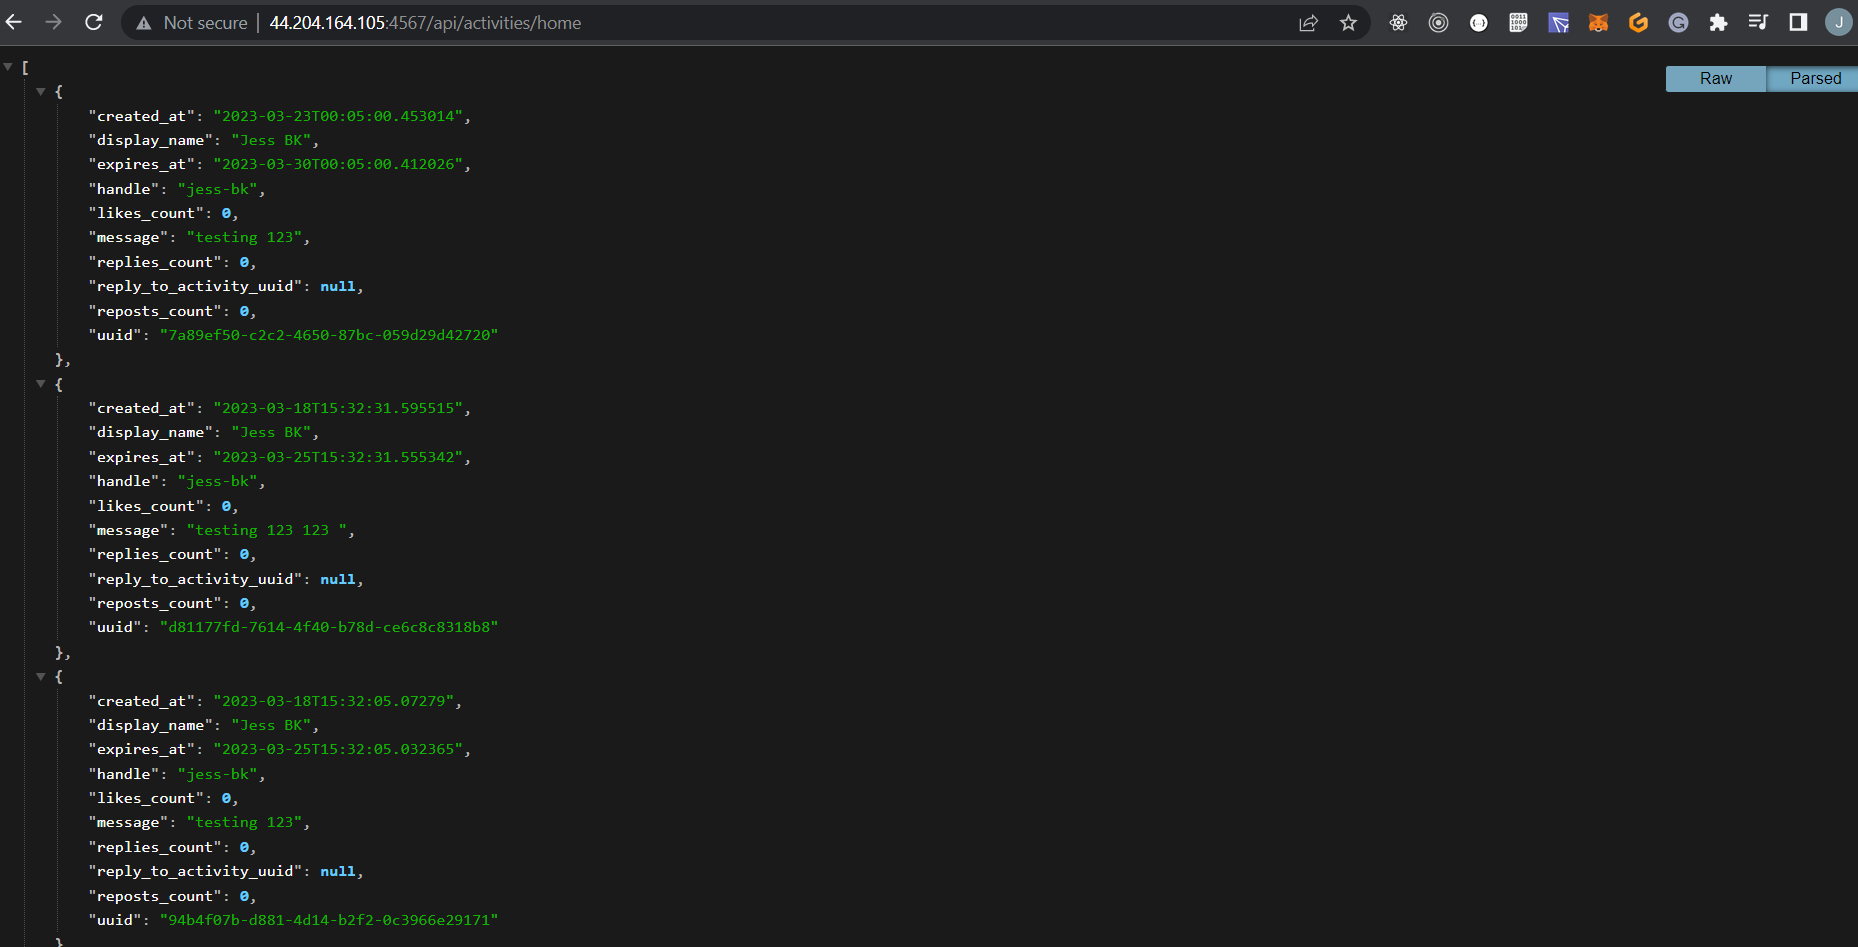 Not secure | 44.204.164.105:4567/api/activities/home
J
Raw Parsed
[
{
"created_at": "2023-03-23T00:05:00.453014",
"display_name": "Jess BK",
"expires_at": "2023-03-30T00:05:00.412026",
"handle": "jess-bk",
"likes_count": 0,
"message": "testing 123",
"replies_count": 0,
"reply_to_activity_uuid": null,
"reposts_count": 0,
"uuid": "7a89ef50-c2c2-4650-87bc-059d29d42720"
},
{
"created_at": "2023-03-18T15:32:31.595515",
"display_name": "Jess BK",
"expires_at": "2023-03-25T15:32:31.555342",
"handle": "jess-bk",
"likes_count": 0,
"message": "testing 123 123 ",
"replies_count": 0,
"reply_to_activity_uuid": null,
"reposts_count": 0,
"uuid": "d81177fd-7614-4f40-b78d-ce6c8c8318b8"
},
{
"created_at": "2023-03-18T15:32:05.07279",
"display_name": "Jess BK",
"expires_at": "2023-03-25T15:32:05.032365",
"handle": "jess-bk",
"likes_count": 0,
"message": "testing 123",
"replies_count": 0,
"reply_to_activity_uuid": null,
"reposts_count": 0,
"uuid": "94b4f07b-d881-4d14-b2f2-0c3966e29171"
}